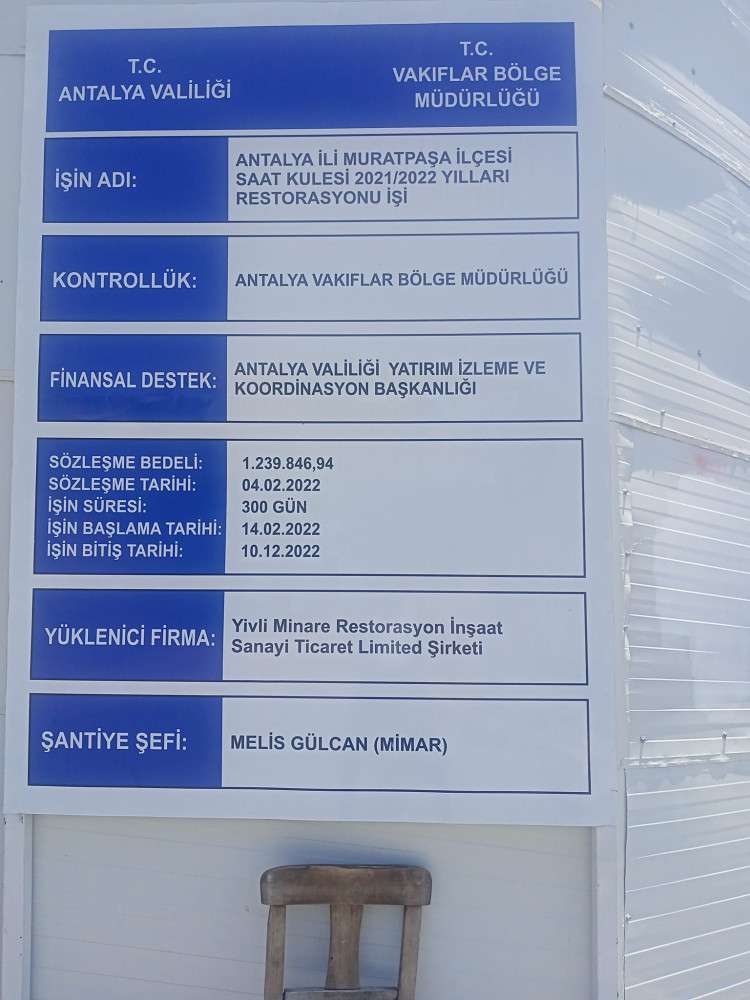 T.C.
ANTALYA VALİLİĞİ
T.C.
VAKIFLAR BÖLGE
MÜDÜRLÜĞÜ
İŞİN ADI:
ANTALYA İLİ MURATPAŞA İLÇESİ
SAAT KULESİ 2021/2022 YILLARI
RESTORASYONU İŞİ
KONTROLLÜK:
ANTALYA VAKIFLAR BÖLGE MÜDÜRLÜĞÜ
FİNANSAL DESTEK:
ANTALYA VALİLİĞİ YATIRIM İZLEME VE
KOORDİNASYON BAŞKANLIĞI
SÖZLEŞME BEDELİ: 1.239.846,94
SÖZLEŞME TARİHİ: 04.02.2022
İŞİN SÜRESİ: 300 GÜN
İŞİN BAŞLAMA TARİHİ: 14.02.2022
İŞİN BİTİŞ TARİHİ: 10.12.2022
YÜKLENİCİ FİRMA:
Yivli Minare Restorasyon İnşaat
Sanayi Ticaret Limited Şirketi
ŞANTİYE ŞEFİ: MELİS GÜLCAN (MİMAR)